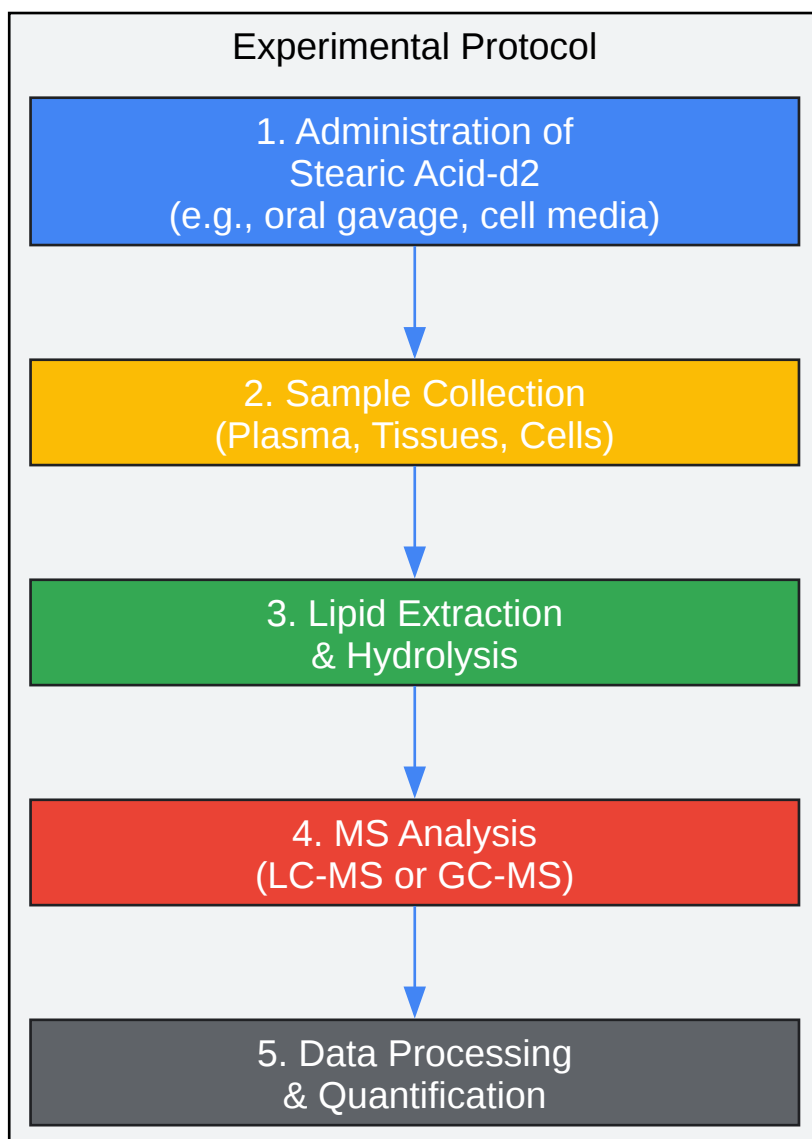 Experimental Protocol
1. Administration of
Stearic Acid-d2
(e.g., oral gavage, cell media)
2. Sample Collection
(Plasma, Tissues, Cells)
3. Lipid Extraction
& Hydrolysis
4. MS Analysis
(LC-MS or GC-MS)
5. Data Processing
& Quantification